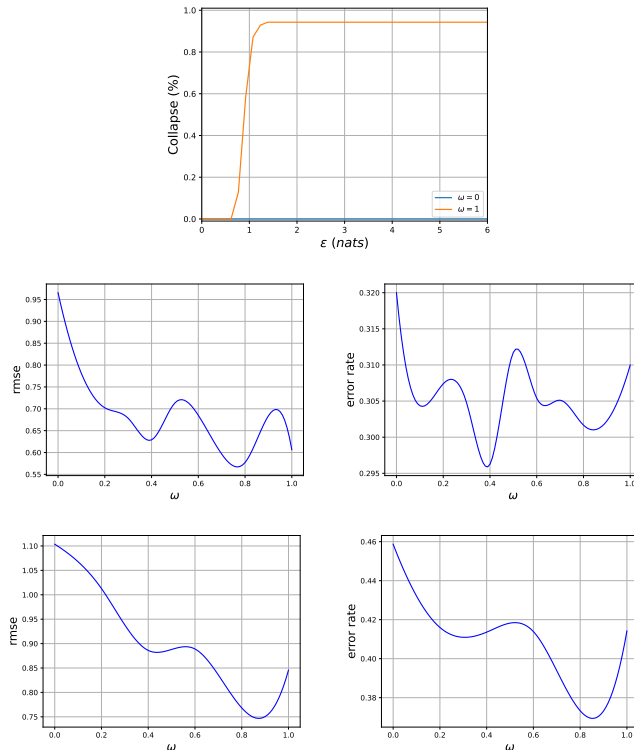 Collapse (%)
1.0
0.8
0.6
0.4
0.2
0.0
0 1 2 3 4 5 6
ε (nats)
ω = 0
ω = 1
rmse
0.95
0.90
0.85
0.80
0.75
0.70
0.65
0.60
0.55
0.0 0.2 0.4 0.6 0.8 1.0
ω
error rate
0.320
0.315
0.310
0.305
0.300
0.295
0.0 0.2 0.4 0.6 0.8 1.0
ω
rmse
1.10
1.05
1.00
0.95
0.90
0.85
0.80
0.75
0.0 0.2 0.4 0.6 0.8 1.0
ω
error rate
0.46
0.44
0.42
0.40
0.38
0.0 0.2 0.4 0.6 0.8 1.0
ω